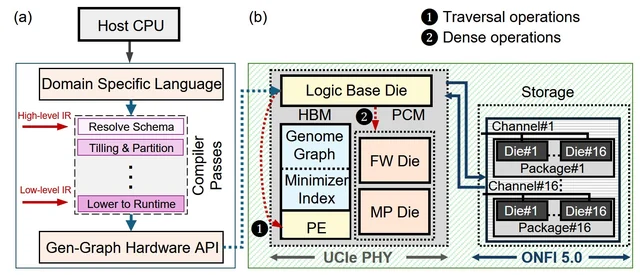 (a)
Host CPU
Domain Specific Language
High-level IR
Resolve Schema
Tilling & Partition
Compiler
Passes
Low-level IR
Lower to Runtime
Gen-Graph Hardware API
(b)
1 Traversal operations
2 Dense operations
Logic Base Die
HBM
2
PCM
Genome
Graph
Minimizer
Index
PE
1
FW Die
MP Die
UCIe PHY
Storage
Channel#1
Die#1
Die#16
Package#1
Channel#16
Die#1
Die#16
Package#16
ONFI 5.0